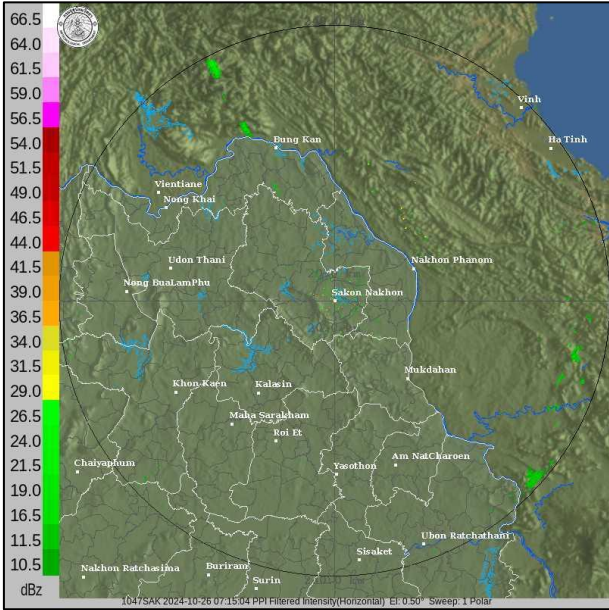 66.5
64.0
61.5
59.0
56.5
54.0
51.5
49.0
46.5
44.0
41.5
39.0
36.5
34.0
31.5
29.0
26.5
24.0
21.5
19.0
16.5
11.5
10.5
dBz
Vinh
Ha Tinh
Bung Kan
Vientiane
Nong Khai
Udon Thani
Nakhon Phanom
Nong BuaLamPhu
Sakon Nakhon
Mukdahan
Khon Kaen
Kalasin
Maha Sarakham
Roi Et
Am NatCharoen
Chaiyaphum
Yasothon
Ubon Ratchathani
Sisaket
Nakhon Ratchasima
Buriram
Surin
1047SAK 2024-10-26 07:15:04 PPI Filtered Intensity(Horizontal) El: 0.50° Sweep: 1 Polar